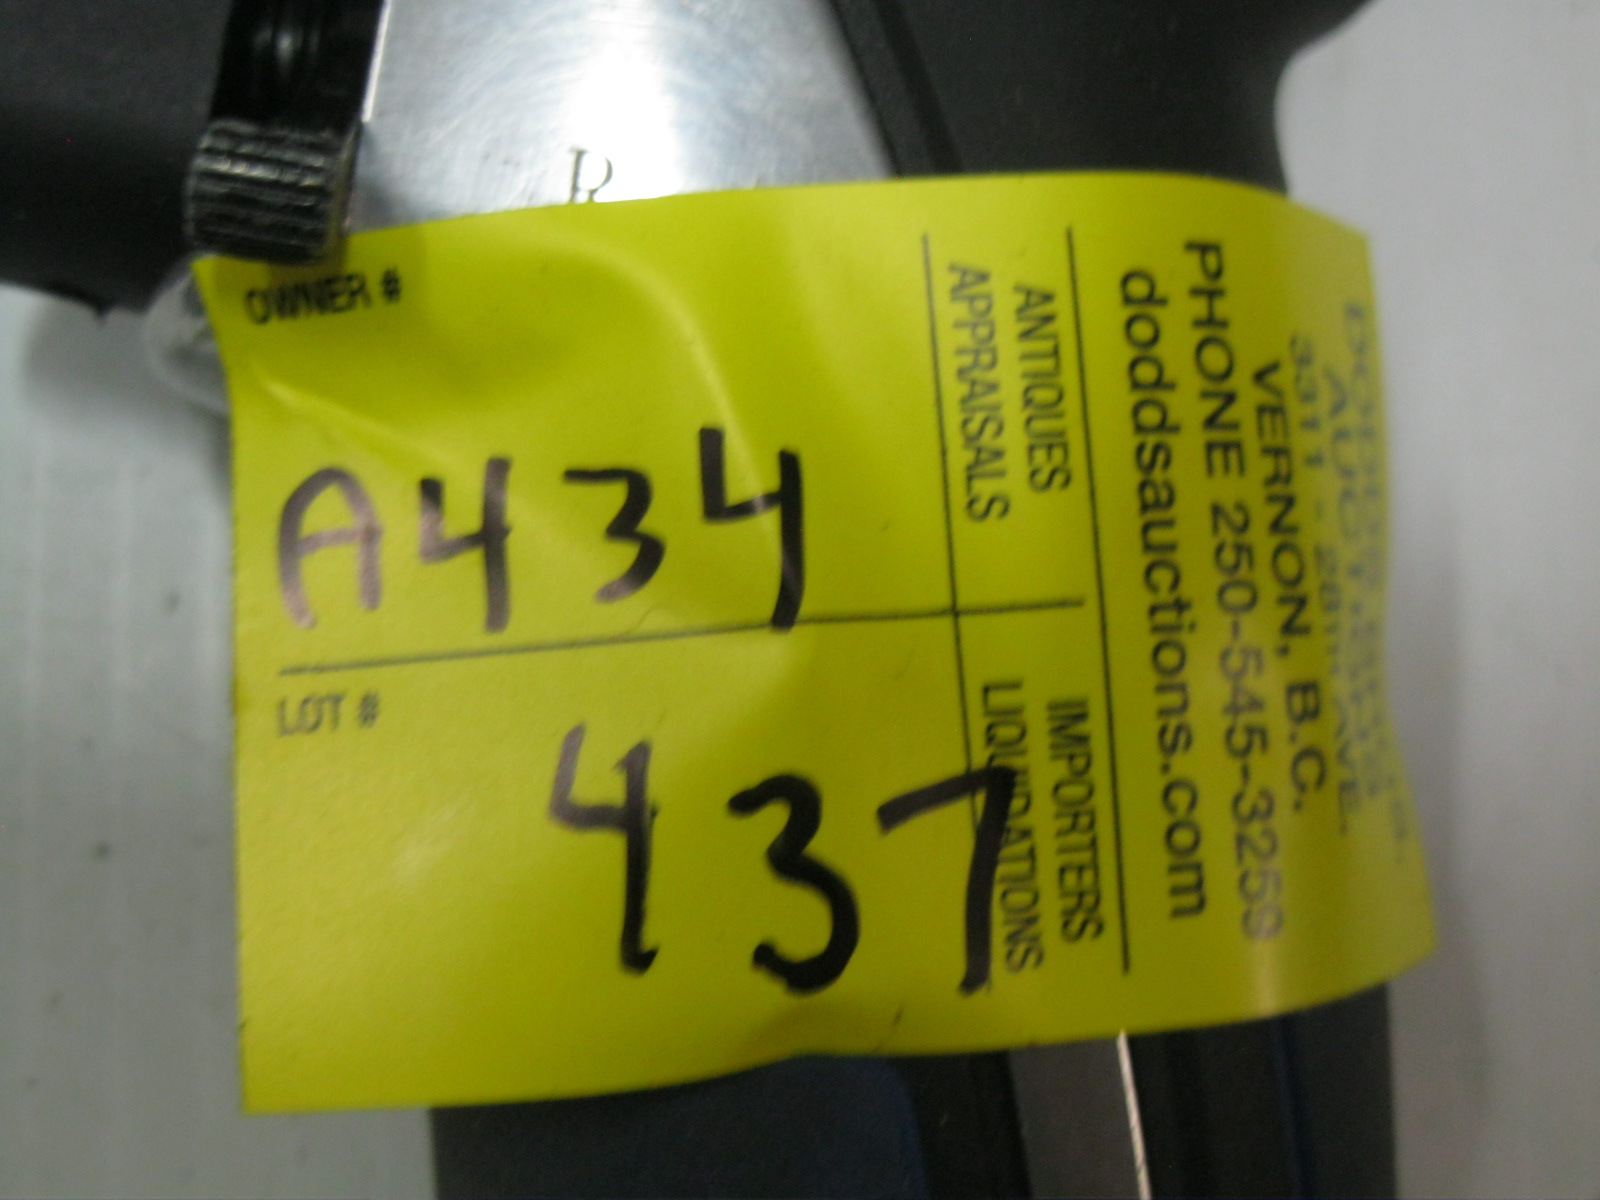 R
OWNER #
A434
LOT #
437
VERNON, B.C.
PHONE 250-545-3259
doddsauctions.com
ANTIQUES
IMPORTERS
APPRAISALS
LIQUIDATIONS